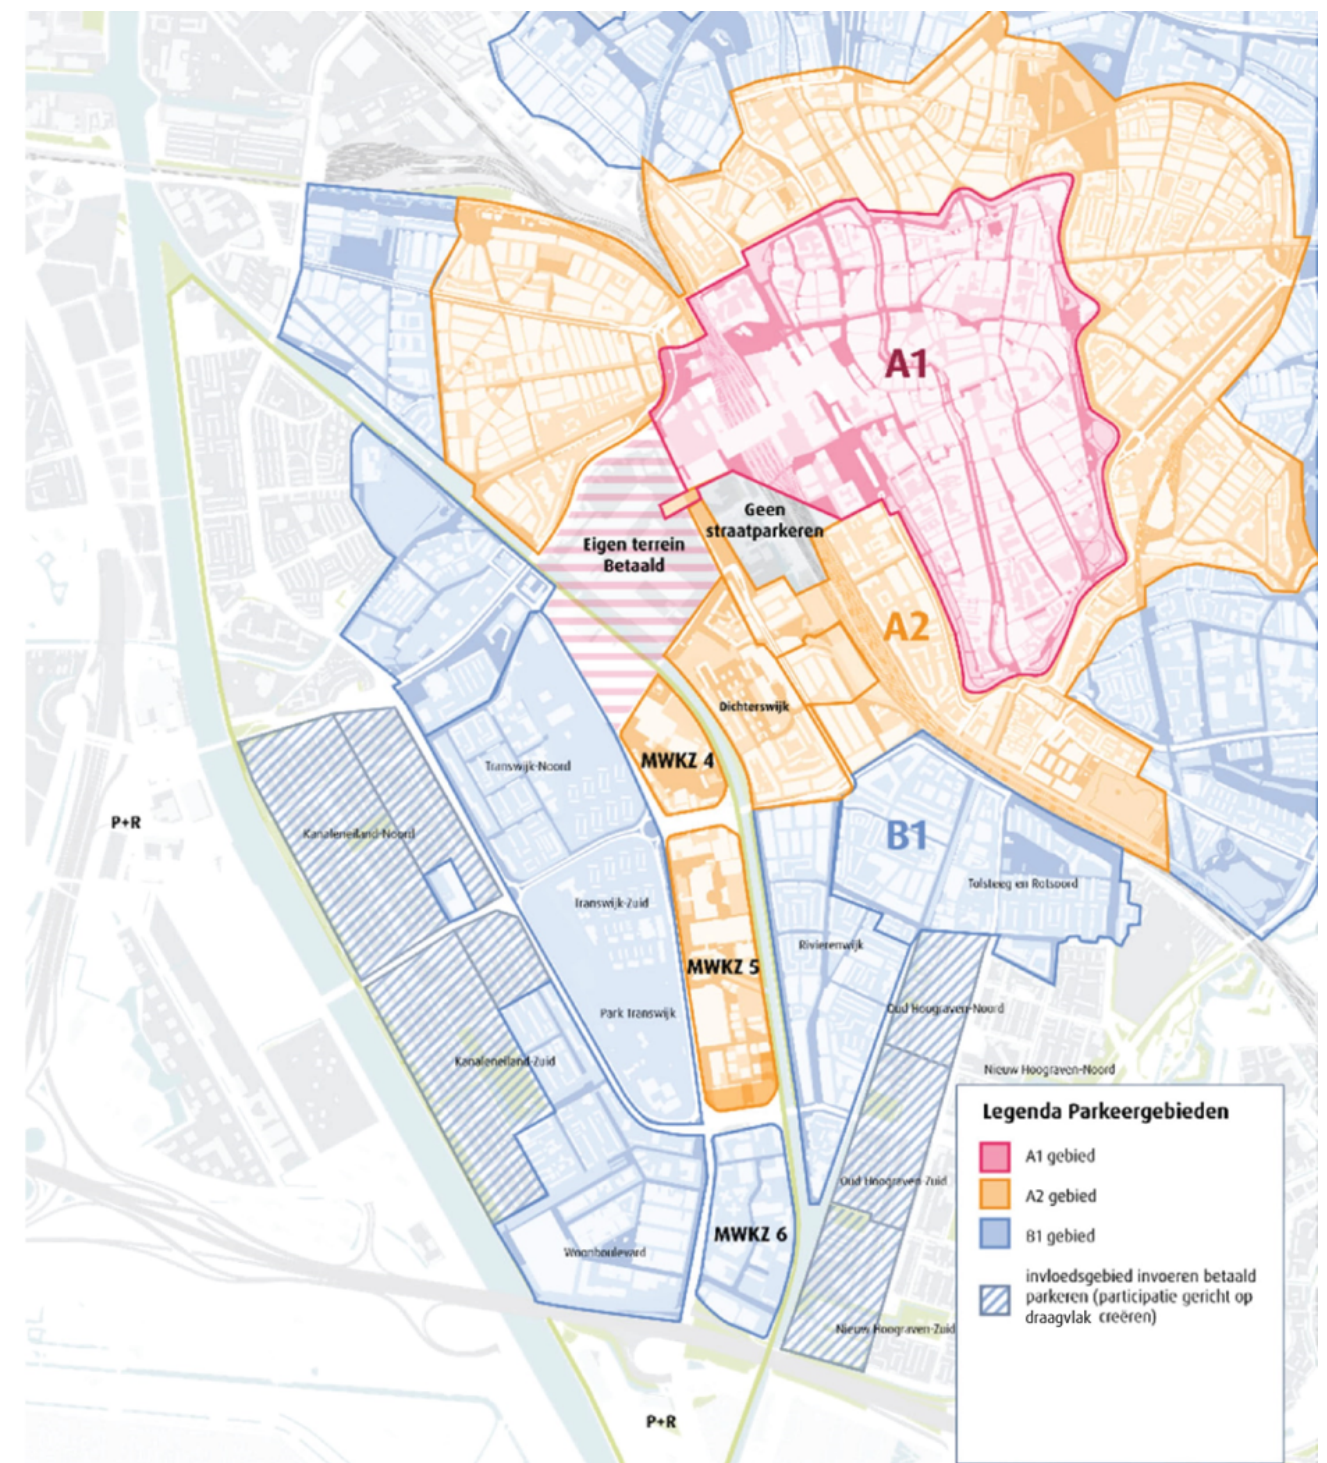 A1
Geen
straatparkeren
Eigen terrein
Betaald
A2
Dichterswijk
MWKZ 4
Transwijk-Noord
P+R
Kanaleneiland-Noord
B1
Tolsteeg en Rotsoord
Transwijk-Zuid
Rivierenwijk
MWKZ 5
Park Transwijk
Oud Hoograven-Noord
Kanaleneiland-Zuid
Nieuw Hoograven-Noord
Legenda Parkeergebieden
A1 gebied
A2 gebied
B1 gebied
invloedsgebied invoeren betaald
parkeren (participatie gericht op
draagvlak creëren)
Oud Hoograven-Zuid
MWKZ 6
Woonboulevard
Nieuw Hoograven-Zuid
P+R